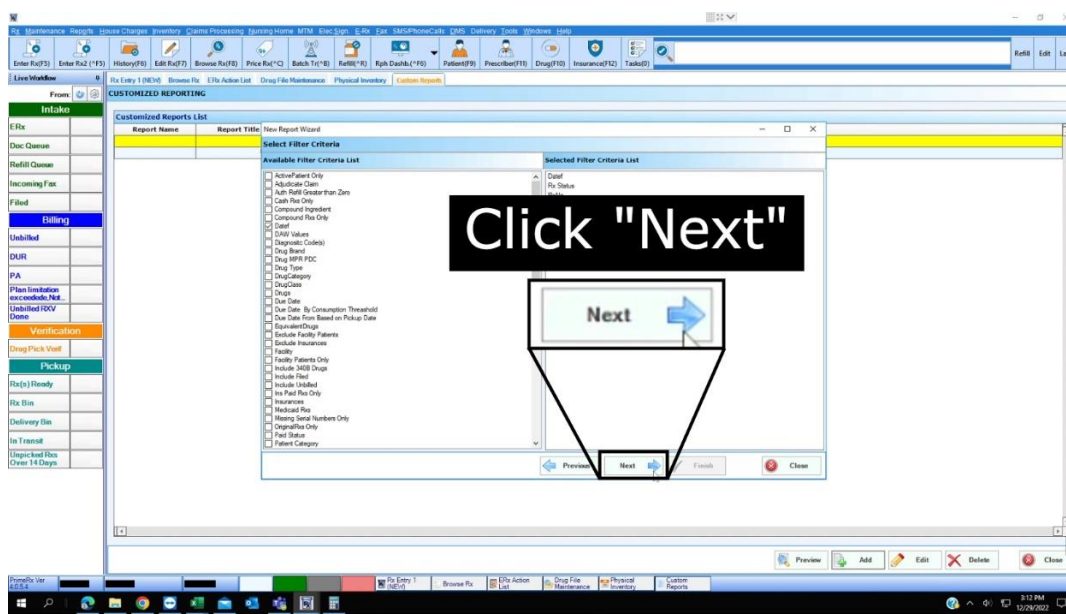 Rx Maintenance Reports House Charges Inventory Claims Processing Nursing Home MTM Elec.Sign. E-Rx Fax SMS/PhoneCalls DMS Delivery Tools Windows Help
Enter Rx(F3) Enter Rx2 (^F3) History(F6) Edit Rx(F7) Browse Rx(F8) Price Rx(^C) Batch Tr(^B) Refill(^R) Rph Dashb.(^F6) Patient(F9) Prescriber(F11) Drug(F10) Insurance(F12) Tasks(0) Refill Edit
Live Workflow
Rx Entry 1 (NEW) Browse Rx ERx Action List Drug File Maintenance Physical Inventory Custom Reports
From:
CUSTOMIZED REPORTING
Intake
ERx
Doc Queue
Refill Queue
Incoming Fax
Filed
Billing
Unbilled
DUR
PA
Plan limitation
exceeded, Not...
Unbilled RXV
Done
Verification
Drug Pick Verif
Pickup
Rx(s) Ready
Rx Bin
Delivery Bin
In Transit
Unpicked Rxs
Over 14 Days
Customized Reports List
Report Name Report Title
New Report Wizard
Select Filter Criteria
Available Filter Criteria List Selected Filter Criteria List
ActivePatient Only
Adjudicate Claim
Auth Refill Greater than Zero
Cash Rxs Only
Compound Ingredient
Compound Rxs Only
Datef
DAW Values
Diagnostic Code(s)
Drug Brand
Drug MPR PDC
Drug Type
DrugCategory
DrugClass
Drugs
Due Date
Due Date By Consumption Threashold
Due Date From Based on Pickup Date
EquivalentDrugs
Exclude Facility Patients
Exclude Insurances
Facility
Facility Patients Only
Include 340B Drugs
Include Filed
Include Unbilled
Ins Paid Rxs Only
Insurances
Medicaid Rxs
Missing Serial Numbers Only
OriginalRxs Only
Paid Status
Patient Category
Datef
Rx Status
Click "Next"
Next
Previous Next Finish Close
Preview Add Edit Delete Close
PrimeRx Ver
4.0.5.4
Rx Entry 1
(NEW)
Browse Rx
ERx Action
List
Drug File
Maintenance
Physical
Inventory
Custom
Reports
3:12 PM
12/29/2022